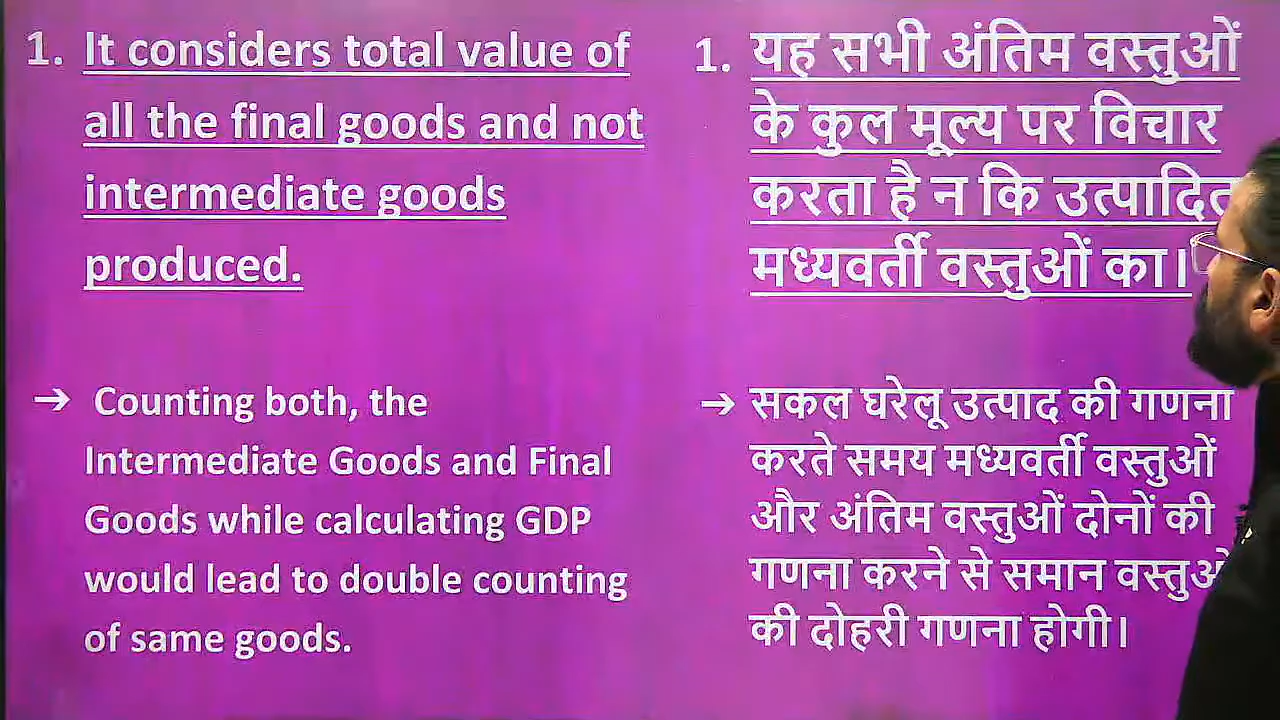 1. It considers total value of
all the final goods and not
intermediate goods
produced.
➔ Counting both, the
Intermediate Goods and Final
Goods while calculating GDP
would lead to double counting
of same goods.
1. यह सभी अंतिम वस्तुओं
के कुल मूल्य पर विचार
करता है न कि उत्पादित
मध्यवर्ती वस्तुओं का।
➔ सकल घरेलू उत्पाद की गणना
करते समय मध्यवर्ती वस्तुओं
और अंतिम वस्तुओं दोनों की
गणना करने से समान
की दोहरी गणना होगी।